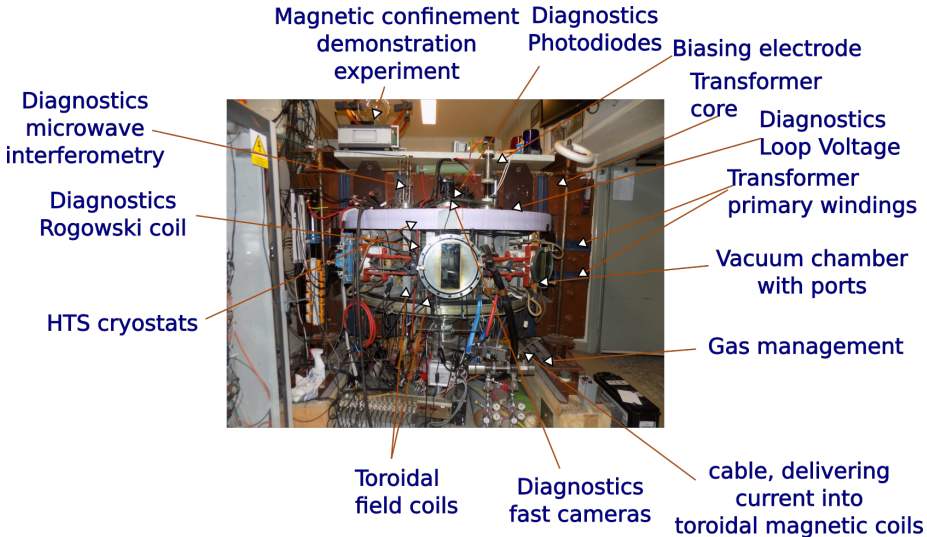 Magnetic confinement
demonstration
experiment
Diagnostics
Photodiodes
Biasing electrode
Transformer
core
Diagnostics
microwave
interferometry
Diagnostics
Loop Voltage
Transformer
primary windings
Diagnostics
Rogowski coil
Vacuum chamber
with ports
HTS cryostats
Gas management
Toroidal
field coils
Diagnostics
fast cameras
cable, delivering
current into
toroidal magnetic coils